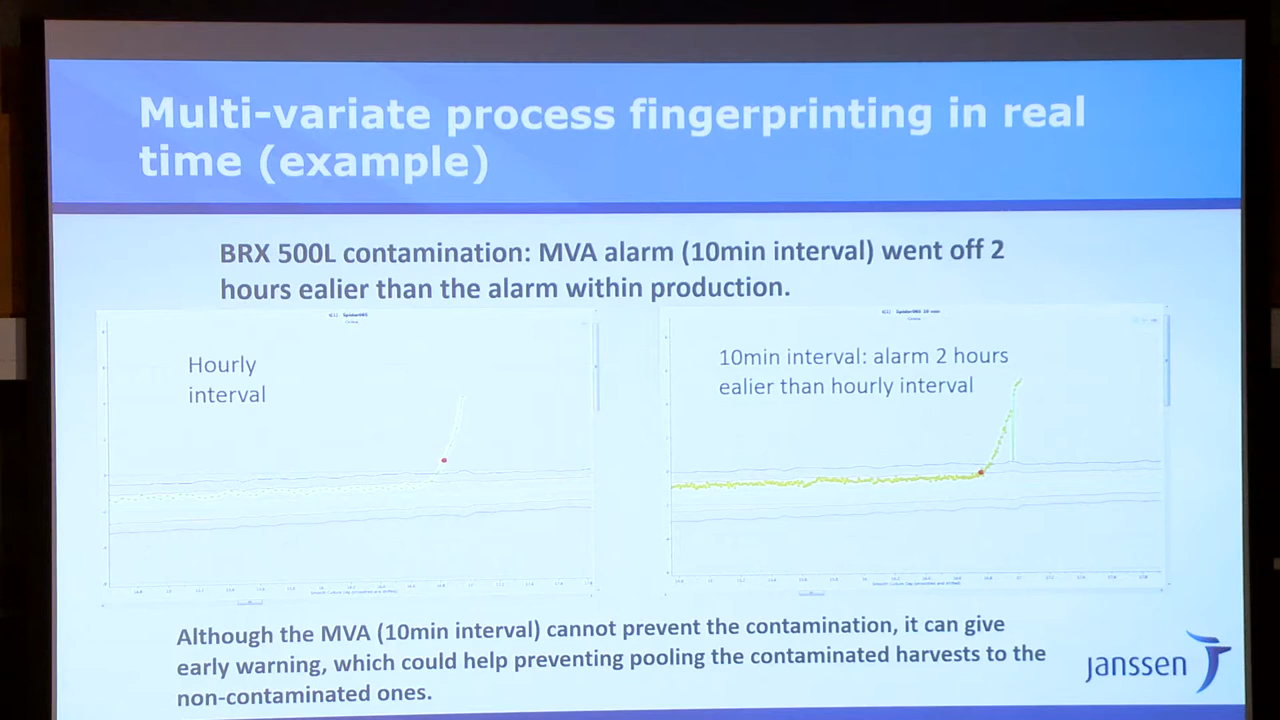 Multi-variate process fingerprinting in real
time (example)
BRX 500L contamination: MVA alarm (10min interval) went off 2
hours ealier than the alarm within production.
Hourly
interval
10min interval: alarm 2 hours
ealier than hourly interval
Although the MVA (10min interval) cannot prevent the contamination, it can give
early warning, which could help preventing pooling the contaminated harvests to the
non-contaminated ones.
janssen